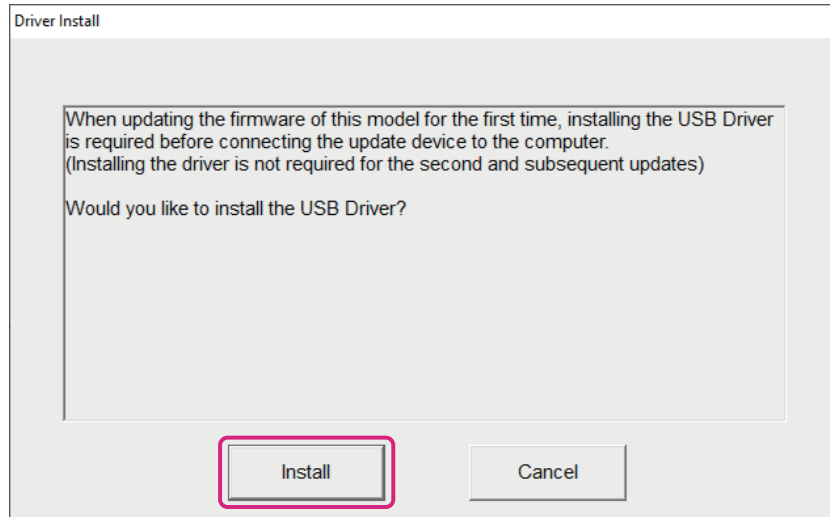 Driver Install
When updating the firmware of this model for the first time, installing the USB Driver
is required before connecting the update device to the computer.
(Installing the driver is not required for the second and subsequent updates)
Would you like to install the USB Driver?
Install
Cancel